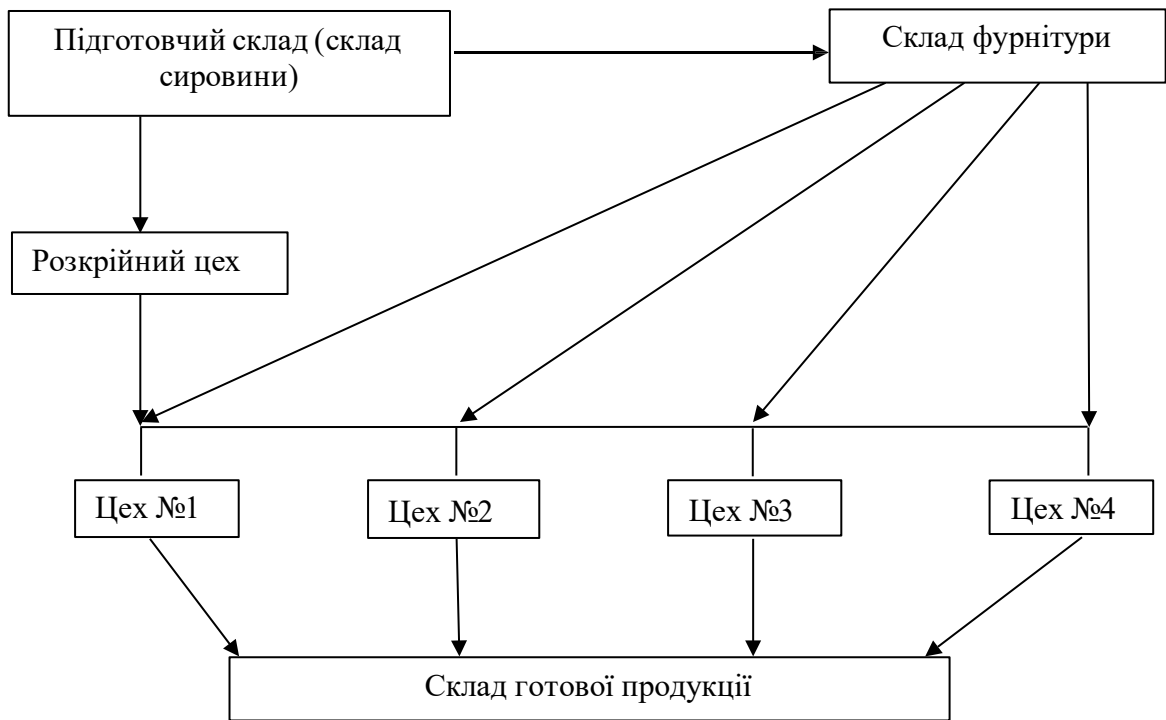 Підготовчий склад (склад
сировини)
Склад фурнітури
Розкрійний цех
Цех №1
Цех №2
Цех №3
Цех №4
Склад готової продукції